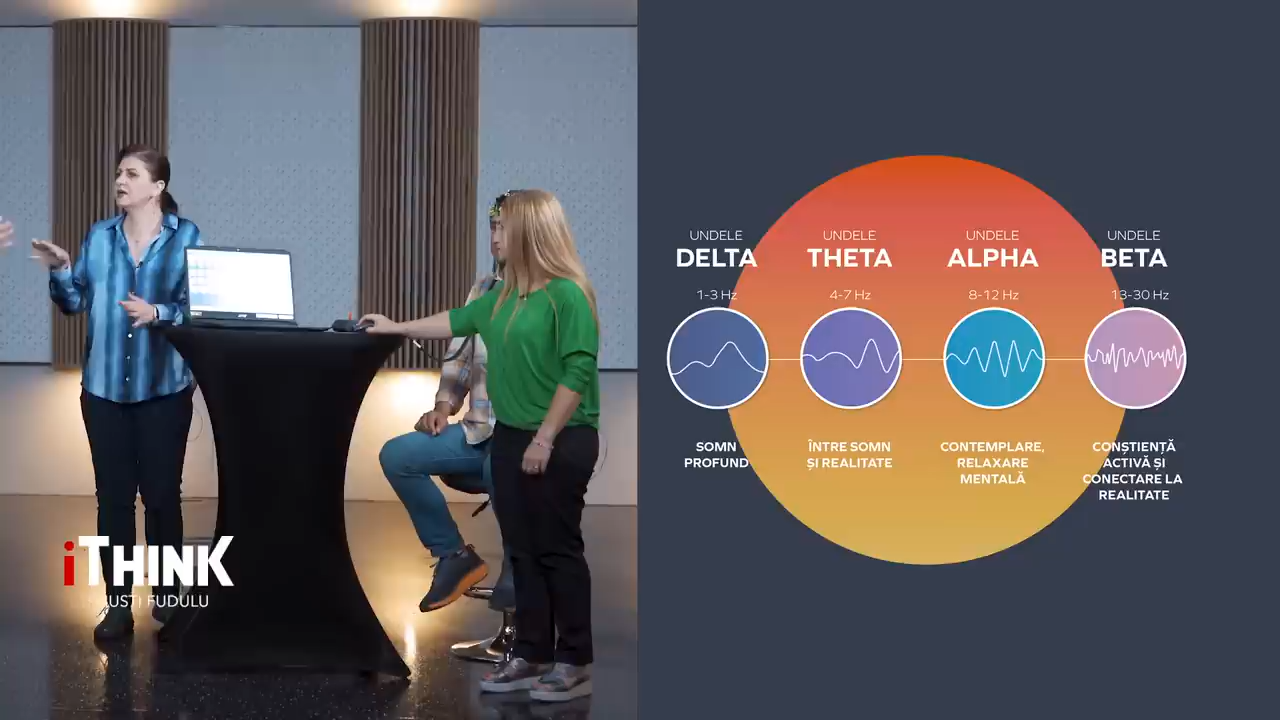 iTHINK
FUDULU
UNDELE
DELTA
1-3 Hz
SOMN
PROFUND
UNDELE
THETA
4-7 Hz
ÎNTRE SOMN
ȘI REALITATE
UNDELE
ALPHA
8-12 Hz
CONTEMPLARE,
RELAXARE
MENTALĂ
UNDELE
BETA
13-30 Hz
CONȘTIENȚĂ
ACTIVĂ ȘI
CONECTARE LA
REALITATE